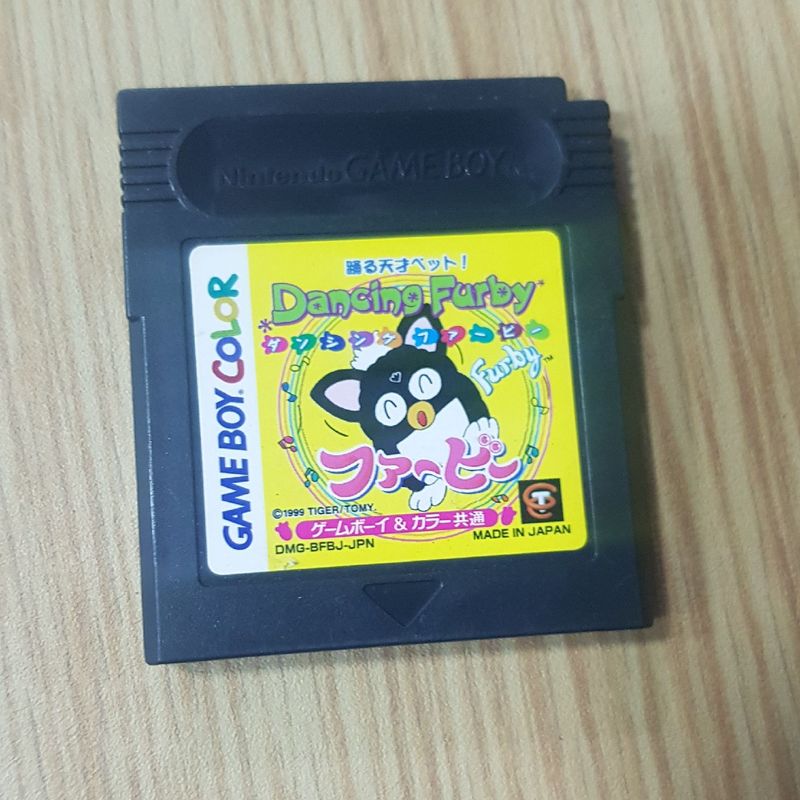 Nintendo GAME BOY
GAME BOY COLOR
踊る天才ペット!
Dancing Furby
ダンシングファービー
Furby™
ファービー
©1999 TIGER/TOMY.
ゲームボーイ & カラー共通
DMG-BFBJ-JPN
MADE IN JAPAN